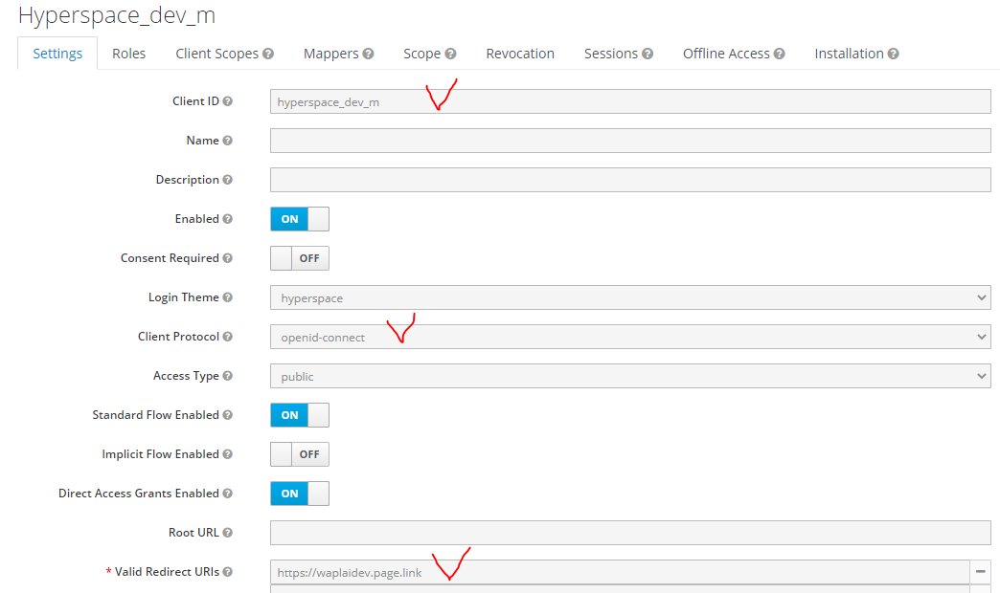 Hyperspace_dev_m
Settings Roles Client Scopes Mappers Scope Revocation Sessions Offline Access Installation
Client ID hyperspace_dev_m
Name
Description
Enabled ON
Consent Required OFF
Login Theme hyperspace
Client Protocol openid-connect
Access Type public
Standard Flow Enabled ON
Implicit Flow Enabled OFF
Direct Access Grants Enabled ON
Root URL
* Valid Redirect URIs https://waplaidev.page.link